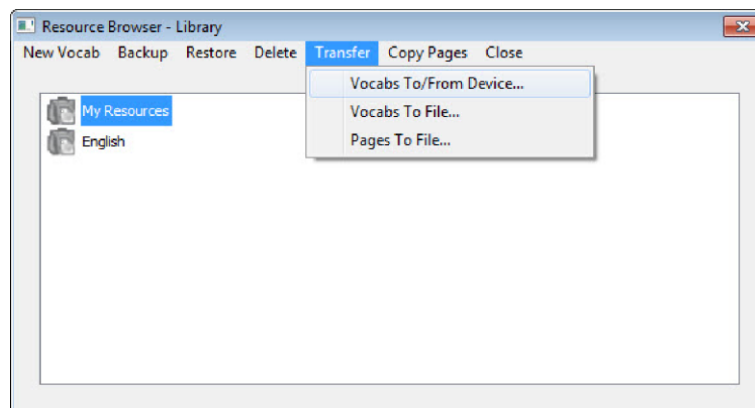 Resource Browser - Library
New Vocab Backup Restore Delete Transfer Copy Pages Close
Vocabs To/From Device...
My Resources
Vocabs To File...
English
Pages To File...